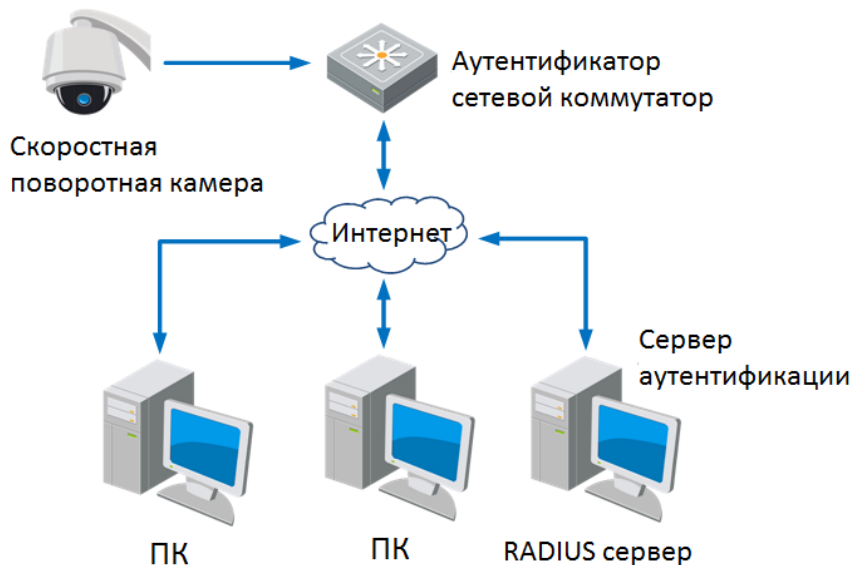 Аутентификатор
сетевой коммутатор
Скоростная
поворотная камера
Интернет
Сервер
аутентификации
ПК
ПК
RADIUS сервер